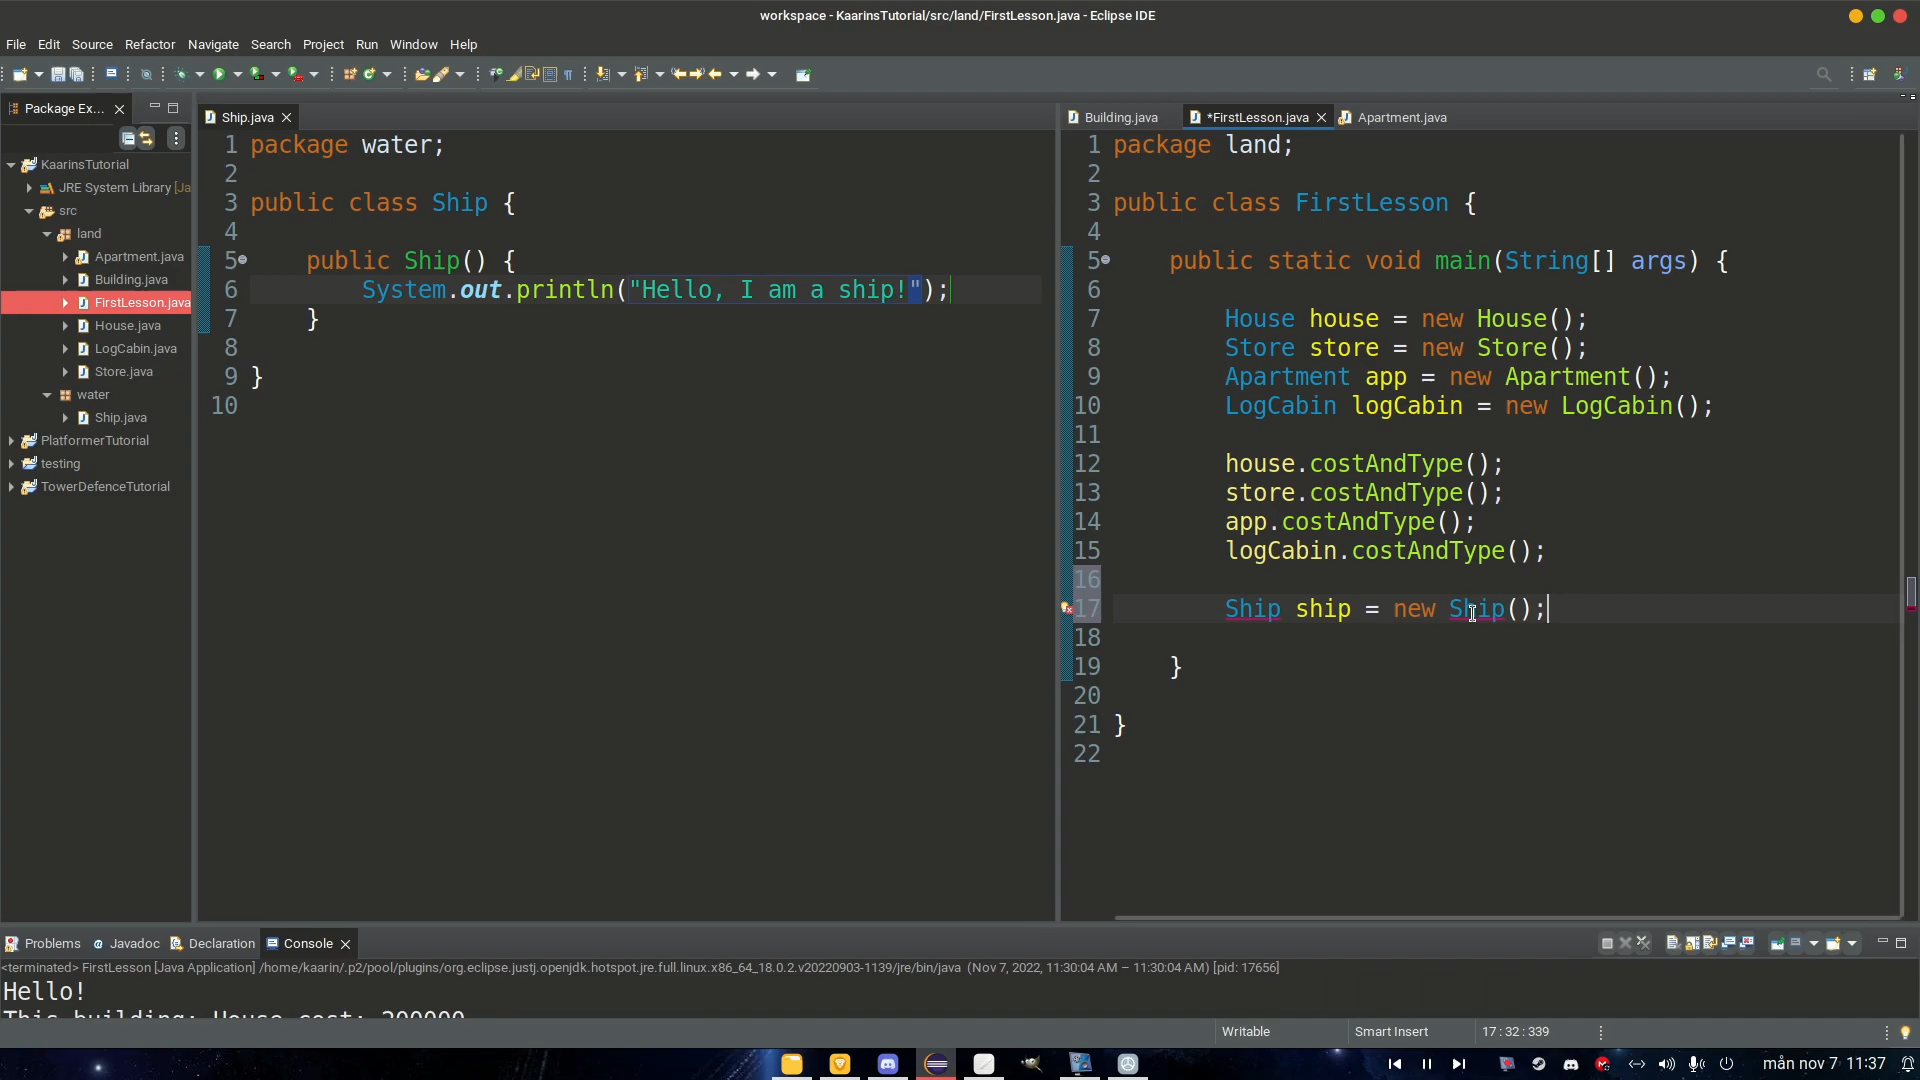 workspace - KaarinsTutorial/src/land/FirstLesson.java - Eclipse IDE
File Edit Source Refactor Navigate Search Project Run Window Help
Package Ex...
KaarinsTutorial
JRE System Library [Ja
src
land
Apartment.java
Building.java
FirstLesson.java
House.java
LogCabin.java
Store.java
water
Ship.java
PlatformerTutorial
testing
TowerDefenceTutorial
Ship.java
1 package water;
2
3 public class Ship {
4
5 public Ship() {
6 System.out.println("Hello, I am a ship!");
7 }
8
9 }
10
Building.java *FirstLesson.java Apartment.java
1 package land;
2
3 public class FirstLesson {
4
5 public static void main(String[] args) {
6
7 House house = new House();
8 Store store = new Store();
9 Apartment app = new Apartment();
10 LogCabin logCabin = new LogCabin();
11
12 house.costAndType();
13 store.costAndType();
14 app.costAndType();
15 logCabin.costAndType();
16
17 Ship ship = new Ship();
18
19 }
20
21 }
22
Problems Javadoc Declaration Console
<terminated> FirstLesson [Java Application] /home/kaarin/.p2/pool/plugins/org.eclipse.justj.openjdk.hotspot.jre.full.linux.x86_64_18.0.2.v20220903-1139/jre/bin/java (Nov 7, 2022, 11:30:04 AM – 11:30:04 AM) [pid: 17656]
Hello!
This building: House cost: 200000
Writable Smart Insert 17 : 32 : 339
mån nov 7 11:37